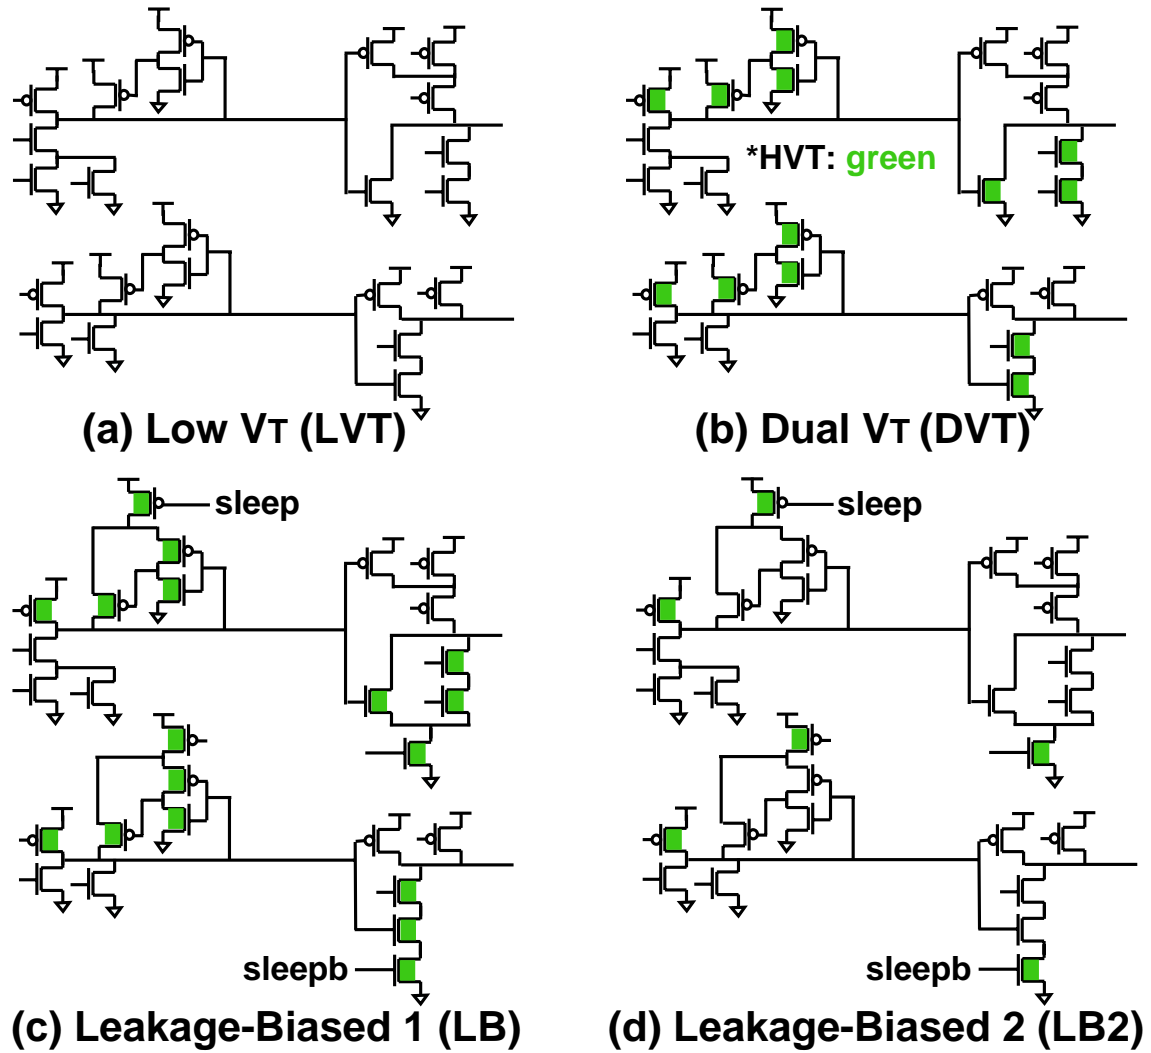 *HVT: green
(a) Low VT (LVT)
(b) Dual VT (DVT)
sleep
sleep
sleepb
sleepb
(c) Leakage-Biased 1 (LB)
(d) Leakage-Biased 2 (LB2)